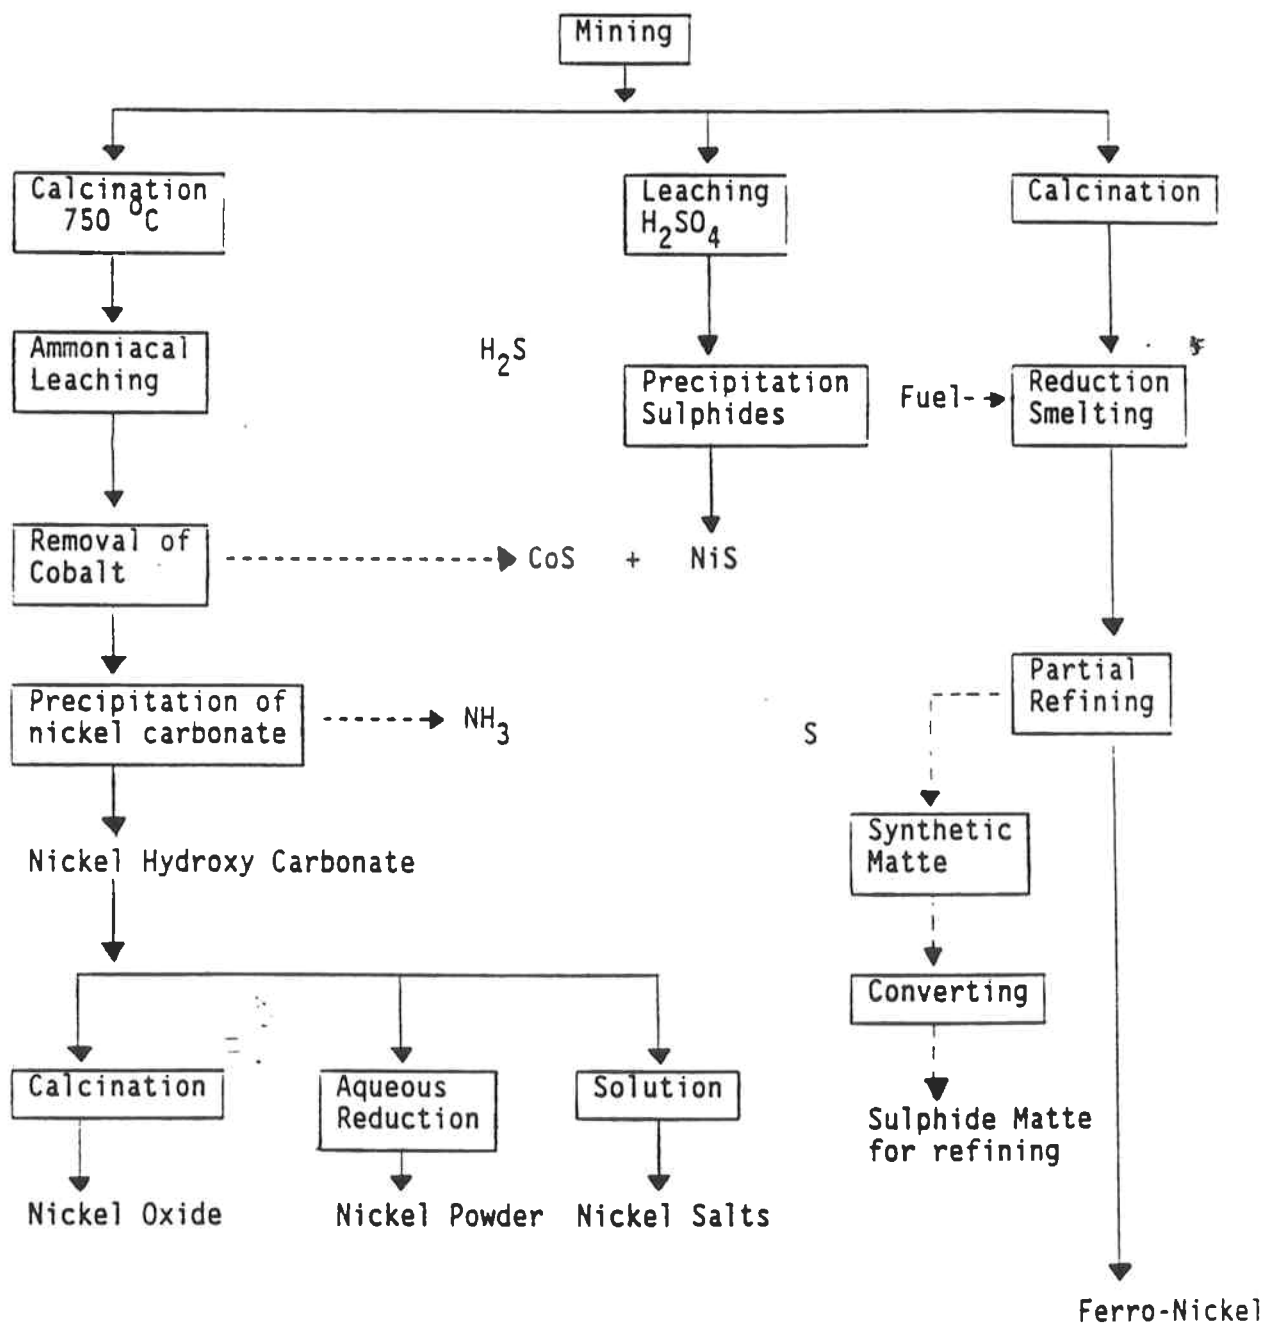 Mining
Calcination
750 °C
Leaching
H₂SO₄
Calcination
Ammoniacal
Leaching
H₂S
Precipitation
Sulphides
Fuel-
Reduction
Smelting
Removal of
Cobalt
CoS + NiS
Precipitation of
nickel carbonate
NH₃
S
Partial
Refining
Nickel Hydroxy Carbonate
Synthetic
Matte
Converting
Calcination
Aqueous
Reduction
Solution
Sulphide Matte
for refining
Nickel Oxide
Nickel Powder
Nickel Salts
Ferro-Nickel